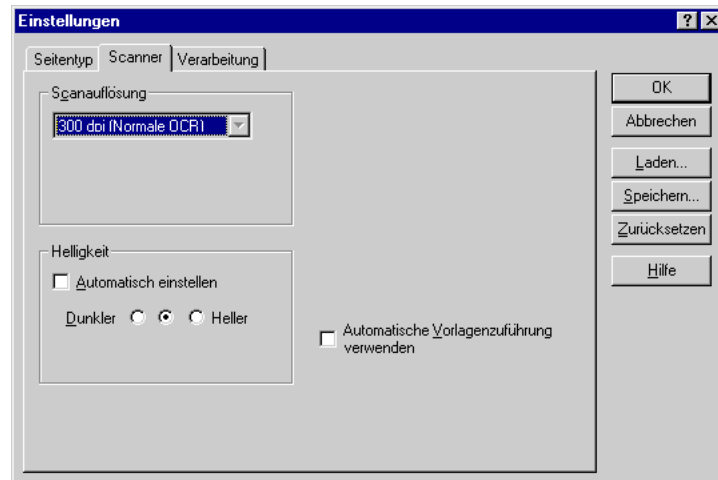 Einstellungen
Seitentyp Scanner Verarbeitung
Scanauflösung
300 dpi (Normale OCR)
Helligkeit
Automatisch einstellen
Dunkler Heller
Automatische Vorlagenzuführung
verwenden
OK
Abbrechen
Laden...
Speichern...
Zurücksetzen
Hilfe